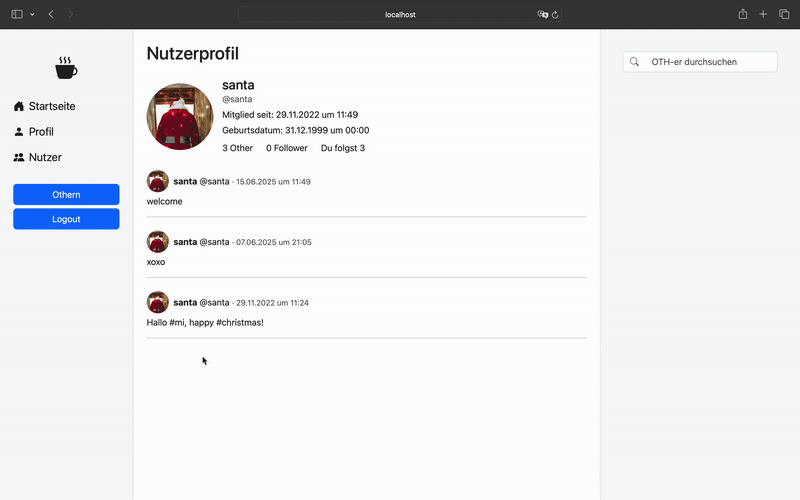 localhost
Startseite
Profil
Nutzer
Othern
Logout
Nutzerprofil
santa
@santa
Mitglied seit: 29.11.2022 um 11:49
Geburtsdatum: 31.12.1999 um 00:00
3 Other 0 Follower Du folgst 3
santa @santa · 15.06.2025 um 11:49
welcome
santa @santa · 07.06.2025 um 21:05
xoxo
santa @santa · 29.11.2022 um 11:24
Hallo #mi, happy #christmas!
OTH-er durchsuchen